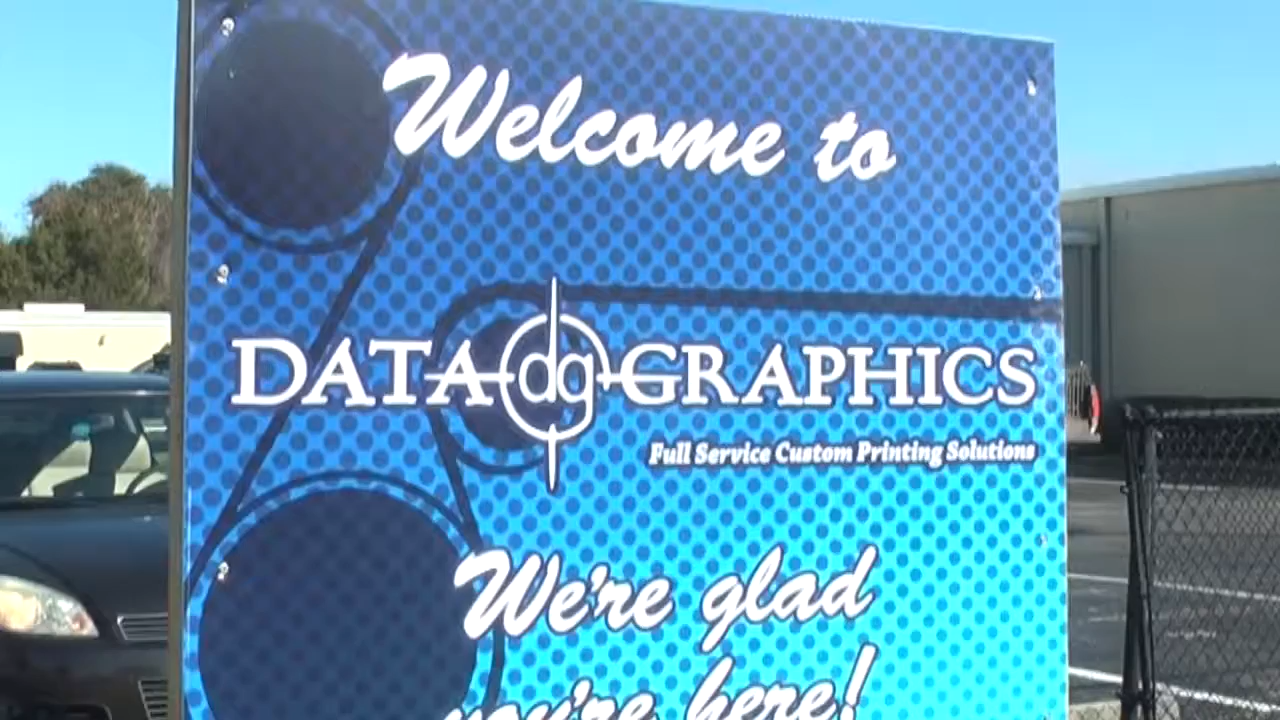 Welcome to
DATA dg GRAPHICS
Full Service Custom Printing Solutions
We're glad
you're here!